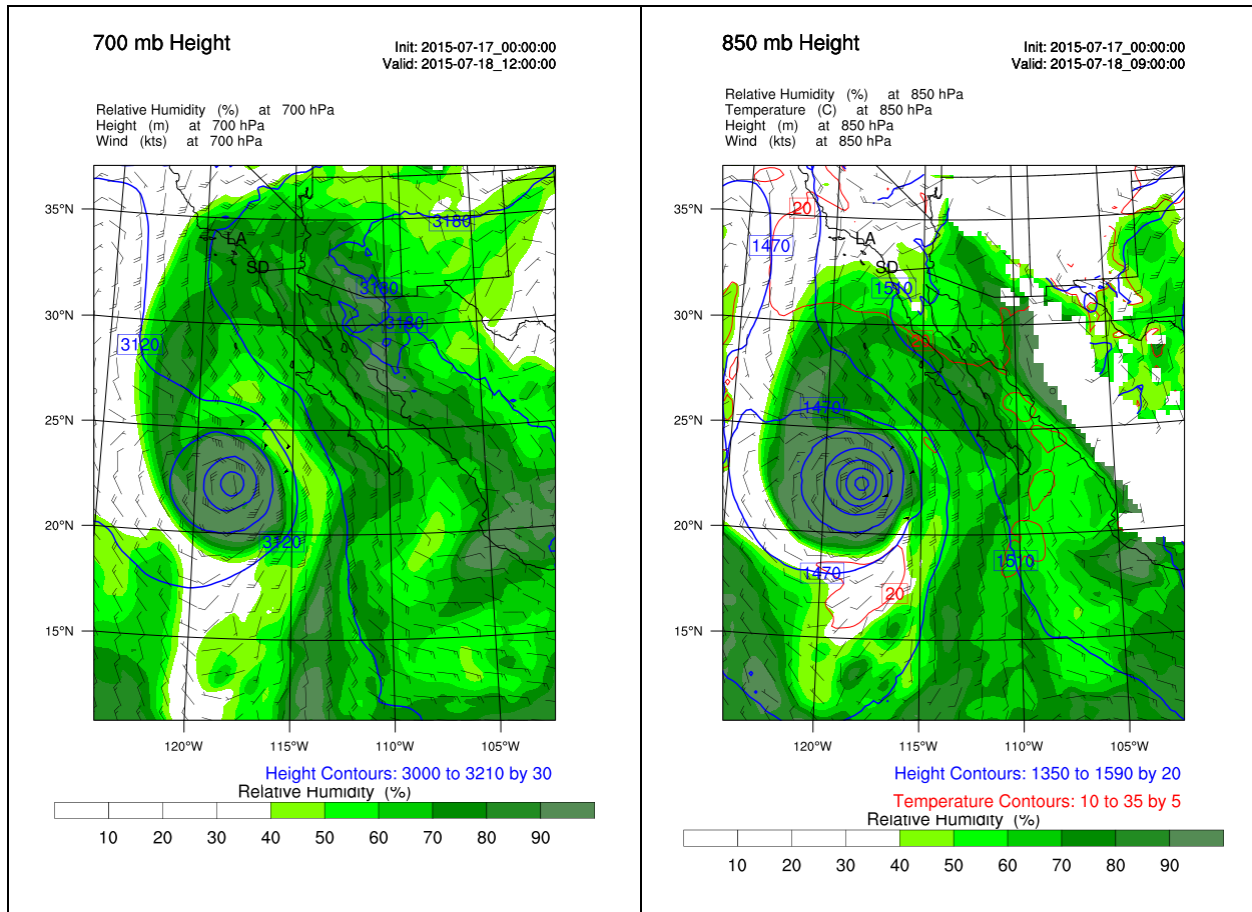 700 mb Height
Init: 2015-07-17_00:00:00
Valid: 2015-07-18_12:00:00
Relative Humidity (%) at 700 hPa
Height (m) at 700 hPa
Wind (kts) at 700 hPa
35°N
30°N
25°N
20°N
15°N
3180
LA
SD
3180
3180
3120
3120
120°W 115°W 110°W 105°W
Height Contours: 3000 to 3210 by 30
Relative Humidity (%)
10 20 30 40 50 60 70 80 90
850 mb Height
Init: 2015-07-17_00:00:00
Valid: 2015-07-18_09:00:00
Relative Humidity (%) at 850 hPa
Temperature (C) at 850 hPa
Height (m) at 850 hPa
Wind (kts) at 850 hPa
35°N
30°N
25°N
20°N
15°N
20
1470
LA
SD
1510
20
1470
1510
1470
20
120°W 115°W 110°W 105°W
Height Contours: 1350 to 1590 by 20
Temperature Contours: 10 to 35 by 5
Relative Humidity (%)
10 20 30 40 50 60 70 80 90